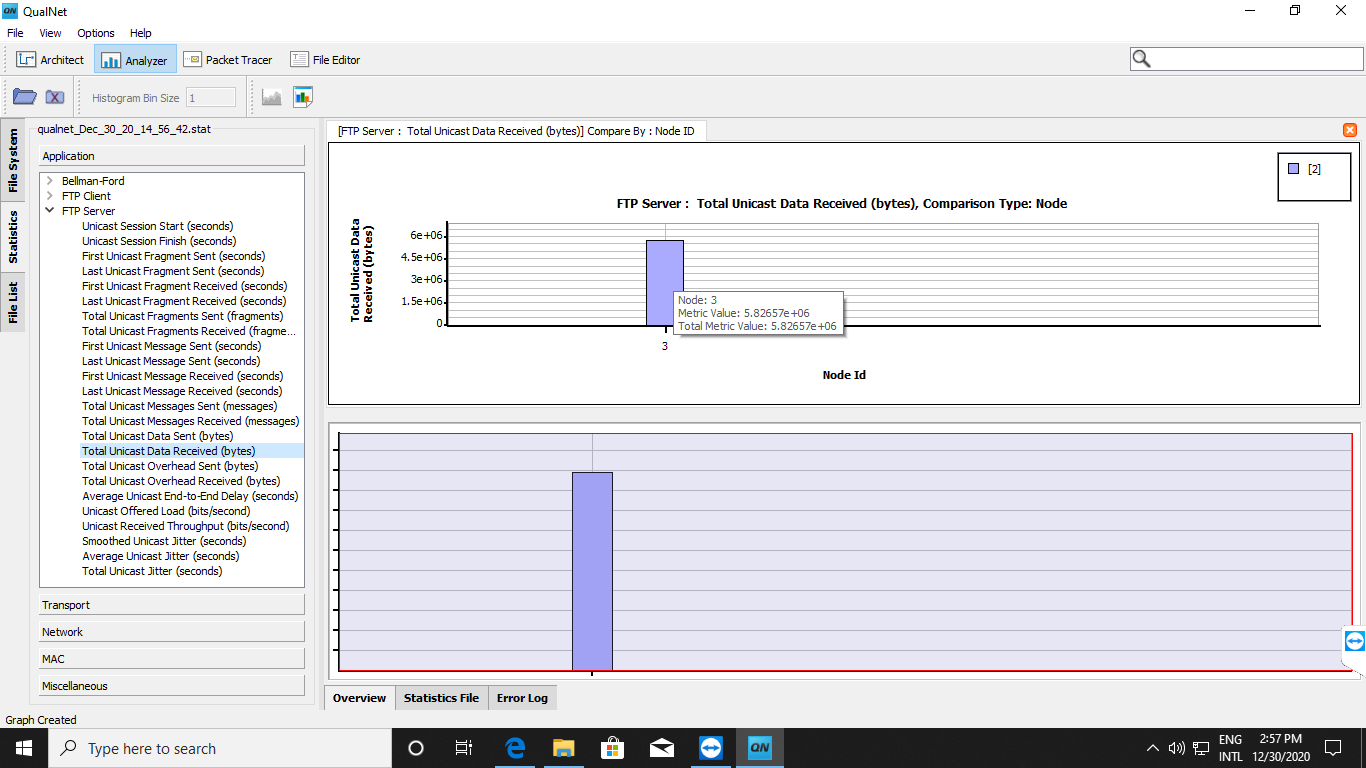 QN QualNet
File View Options Help
Architect Analyzer Packet Tracer File Editor
Histogram Bin Size 1
File System
Statistics
File List
qualnet_Dec_30_20_14_56_42.stat
Application
Bellman-Ford
FTP Client
FTP Server
Unicast Session Start (seconds)
Unicast Session Finish (seconds)
First Unicast Fragment Sent (seconds)
Last Unicast Fragment Sent (seconds)
First Unicast Fragment Received (seconds)
Last Unicast Fragment Received (seconds)
Total Unicast Fragments Sent (fragments)
Total Unicast Fragments Received (fragme...
First Unicast Message Sent (seconds)
Last Unicast Message Sent (seconds)
First Unicast Message Received (seconds)
Last Unicast Message Received (seconds)
Total Unicast Messages Sent (messages)
Total Unicast Messages Received (messages)
Total Unicast Data Sent (bytes)
Total Unicast Data Received (bytes)
Total Unicast Overhead Sent (bytes)
Total Unicast Overhead Received (bytes)
Average Unicast End-to-End Delay (seconds)
Unicast Offered Load (bits/second)
Unicast Received Throughput (bits/second)
Smoothed Unicast Jitter (seconds)
Average Unicast Jitter (seconds)
Total Unicast Jitter (seconds)
Transport
Network
MAC
Miscellaneous
[FTP Server : Total Unicast Data Received (bytes)] Compare By : Node ID
[2]
FTP Server : Total Unicast Data Received (bytes), Comparison Type: Node
Total Unicast Data
Received (bytes)
6e+06
4.5e+06
3e+06
1.5e+06
0
Node: 3
Metric Value: 5.82657e+06
Total Metric Value: 5.82657e+06
3
Node Id
Overview Statistics File Error Log
Graph Created
Type here to search
QN
ENG
INTL
2:57 PM
12/30/2020